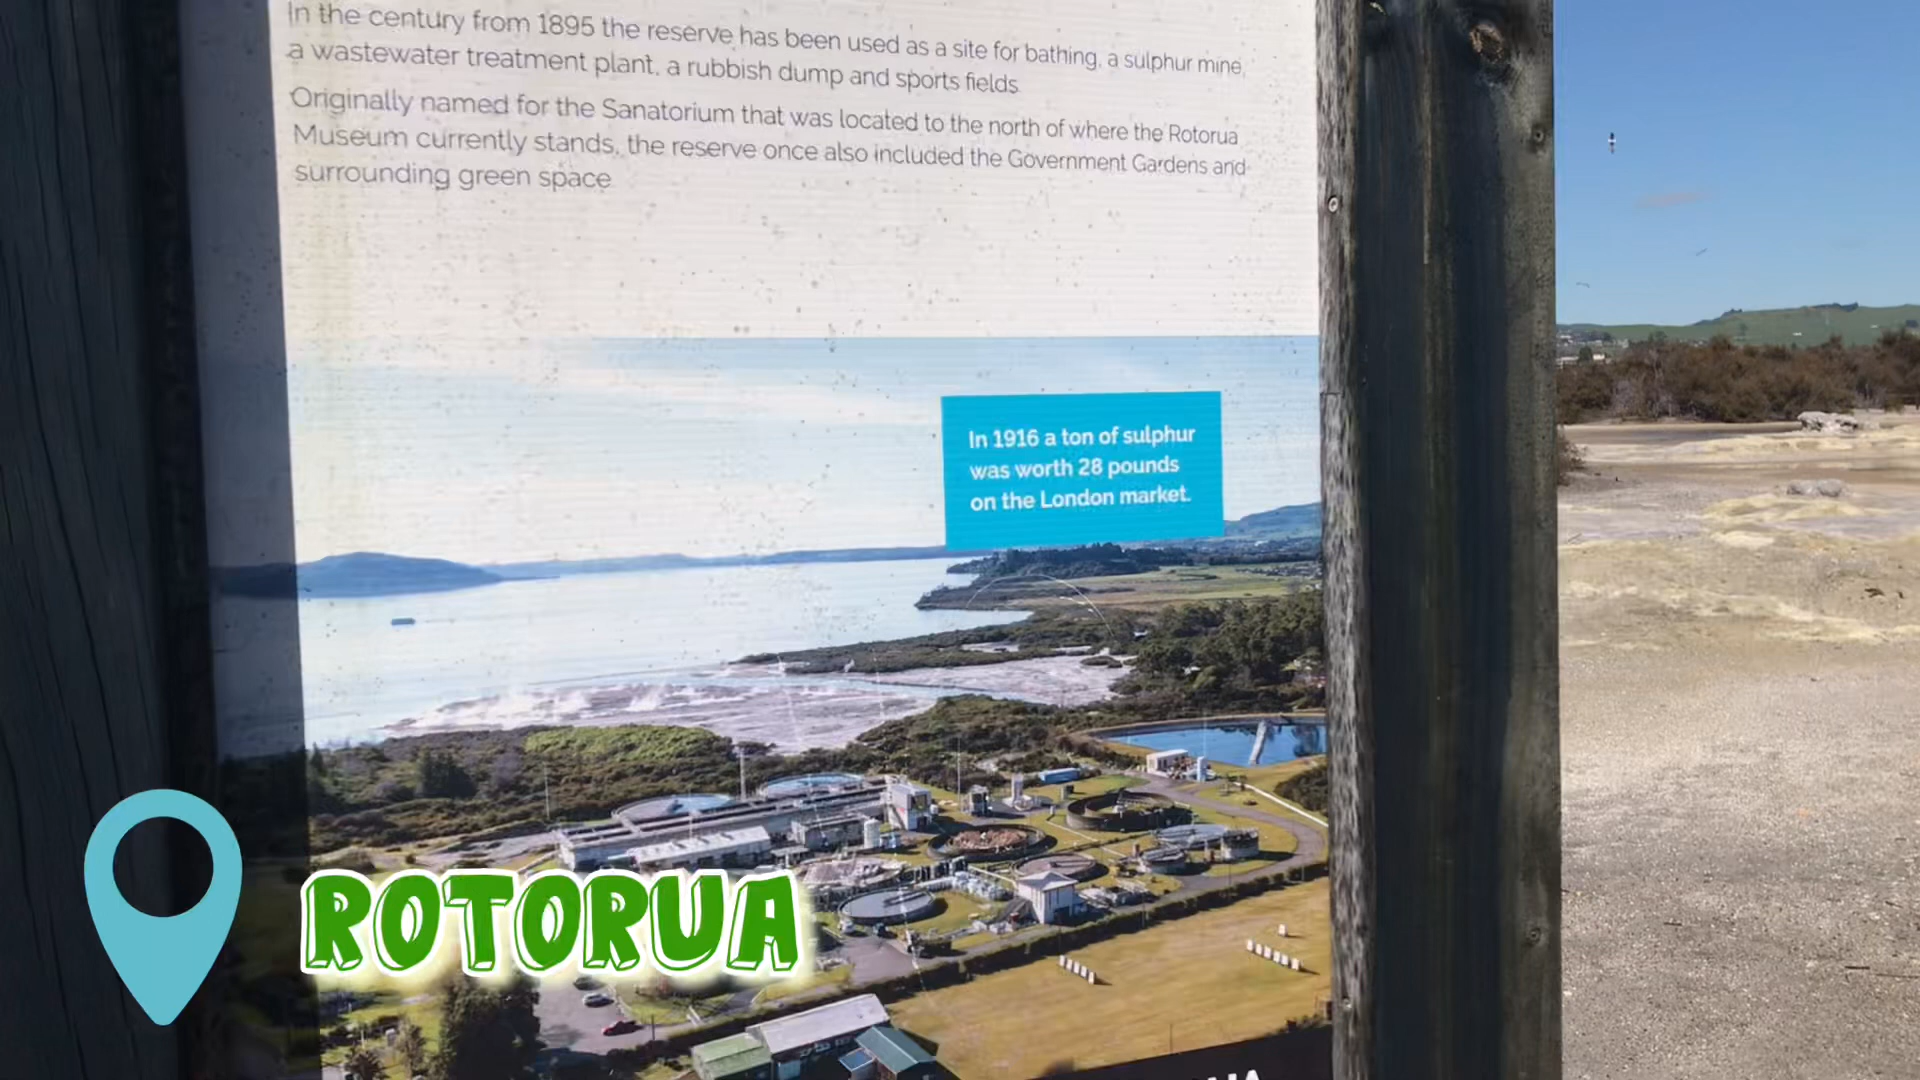 In the century from 1895 the reserve has been used as a site for bathing, a sulphur mine,
a wastewater treatment plant, a rubbish dump and sports fields.
Originally named for the Sanatorium that was located to the north of where the Rotorua
Museum currently stands, the reserve once also included the Government Gardens and
surrounding green space.
In 1916 a ton of sulphur
was worth 28 pounds
on the London market.
ROTORUA